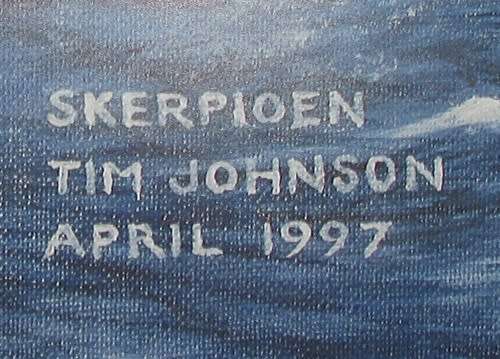 SKERPIOEN
TIM JOHNSON
APRIL 1997